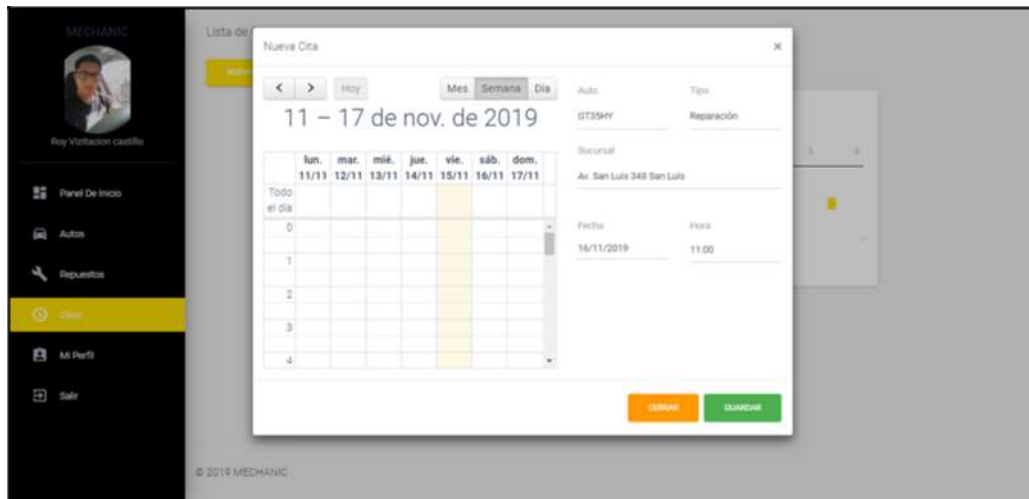 MECHANIC
Roy Vizitacion castillo
Panel De Inicio
Autos
Repuestos
Citas
Mi Perfil
Salir
Lista de
Nueva Cita
×
< > Hoy Mes Semana Día
11 – 17 de nov. de 2019
lun. mar. mié. jue. vie. sáb. dom.
11/11 12/11 13/11 14/11 15/11 16/11 17/11
Todo
el día
0
1
2
3
4
Auto Tipo
GT35HY Reparación
Sucursal
Av. San Luis 348 San Luis
Fecha Hora
16/11/2019 11:00
CERRAR GUARDAR
© 2019 MECHANIC